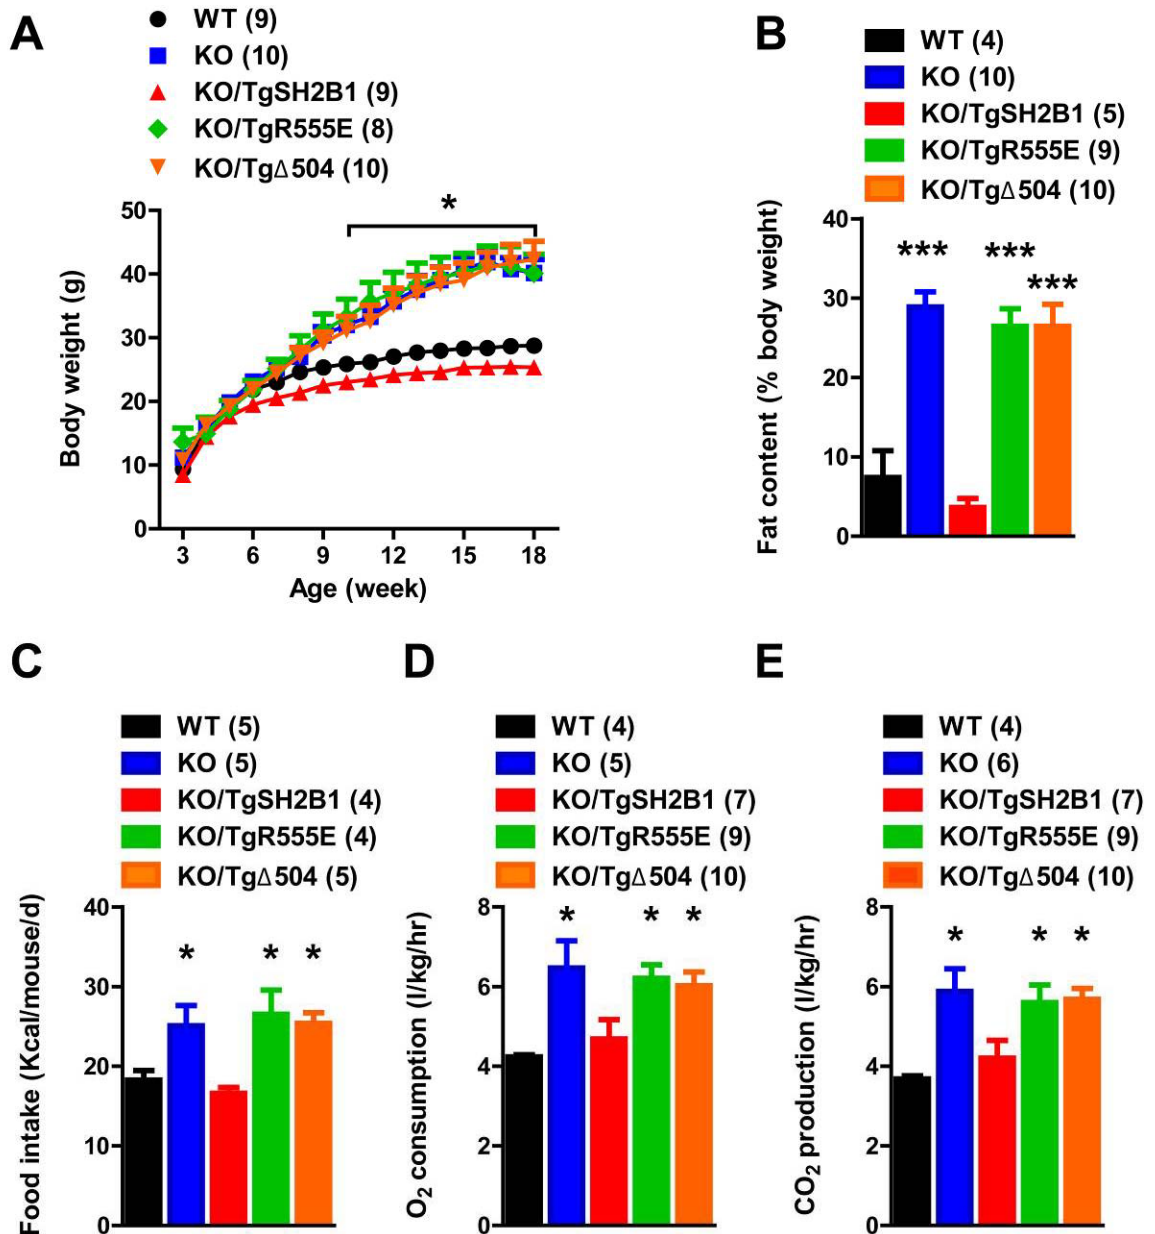 A
WT (9)
KO (10)
KO/TgSH2B1 (9)
KO/TgR555E (8)
KO/TgΔ504 (10)
*
Body weight (g)
50
40
30
20
10
0
3 6 9 12 15 18
Age (week)
B
WT (4)
KO (10)
KO/TgSH2B1 (5)
KO/TgR555E (9)
KO/TgΔ504 (10)
Fat content (% body weight)
40
30
20
10
0
*** ***
***
C
WT (5)
KO (5)
KO/TgSH2B1 (4)
KO/TgR555E (4)
KO/TgΔ504 (5)
Food intake (Kcal/mouse/d)
40
30
20
10
0
* * *
D
WT (4)
KO (5)
KO/TgSH2B1 (7)
KO/TgR555E (9)
KO/TgΔ504 (10)
O2 consumption (l/kg/hr)
8
6
4
2
0
* * *
E
WT (4)
KO (6)
KO/TgSH2B1 (7)
KO/TgR555E (9)
KO/TgΔ504 (10)
CO2 production (l/kg/hr)
8
6
4
2
0
* * *